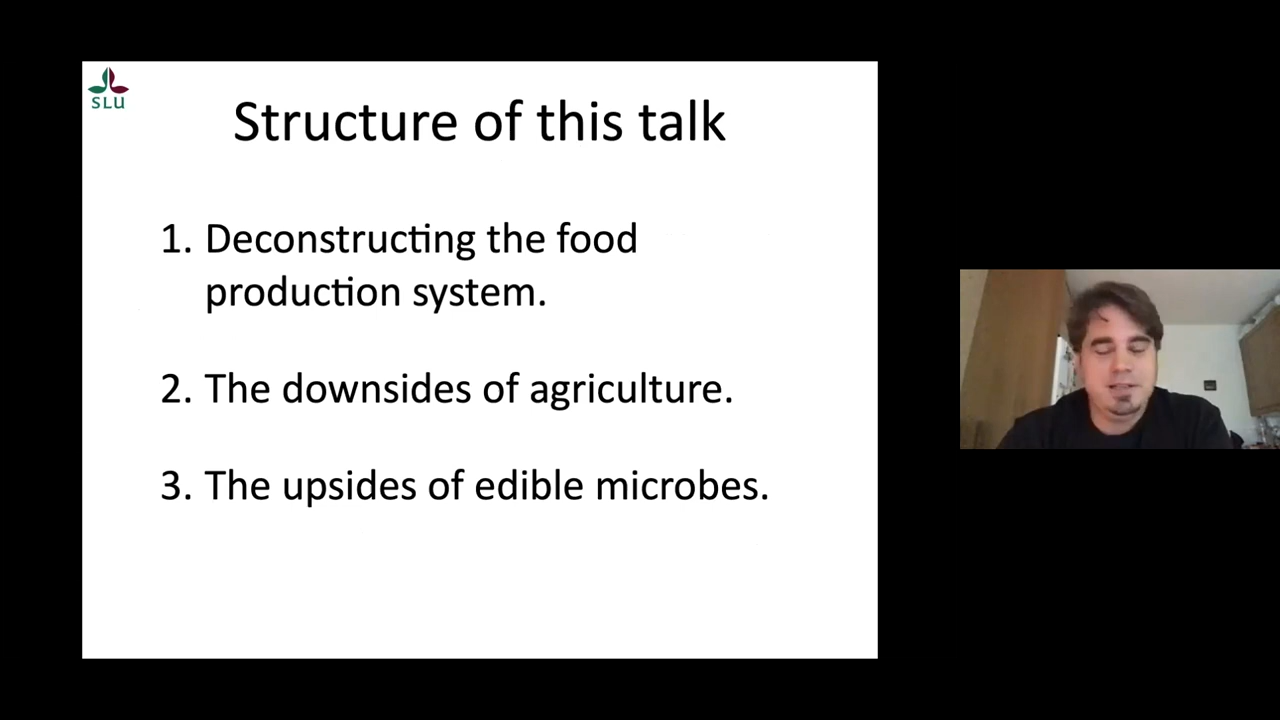 SLU
Structure of this talk
1. Deconstructing the food
production system.
2. The downsides of agriculture.
3. The upsides of edible microbes.